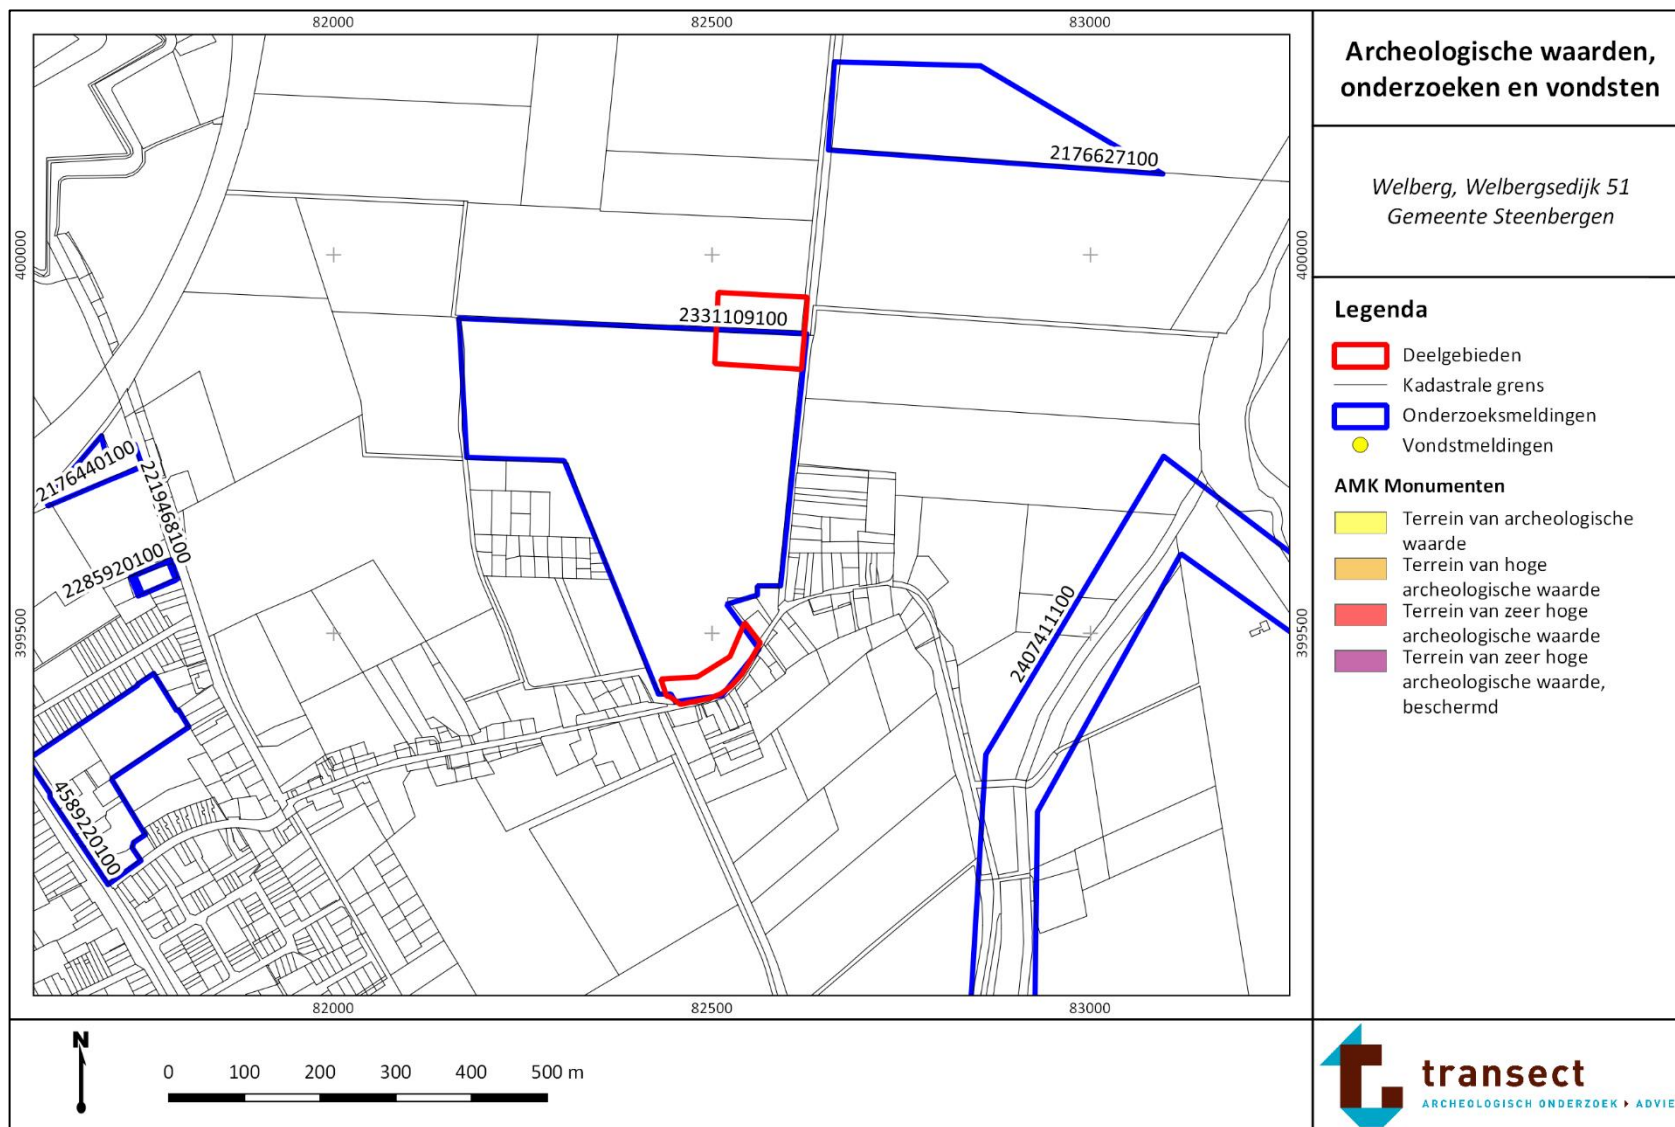 82000
82500
83000
400000
399500
400000
399500
2176627100
2331109100
2176440100
2219468100
2285920100
2407411100
4589220100
82000
82500
83000
N
0
100
200
300
400
500 m
Archeologische waarden,
onderzoeken en vondsten
Welberg, Welbergsedijk 51
Gemeente Steenbergen
Legenda
Deelgebieden
Kadastrale grens
Onderzoeksmeldingen
Vondstmeldingen
AMK Monumenten
Terrein van archeologische
waarde
Terrein van hoge
archeologische waarde
Terrein van zeer hoge
archeologische waarde
Terrein van zeer hoge
archeologische waarde,
beschermd
transect
ARCHEOLOGISCH ONDERZOEK ▸ ADVIE